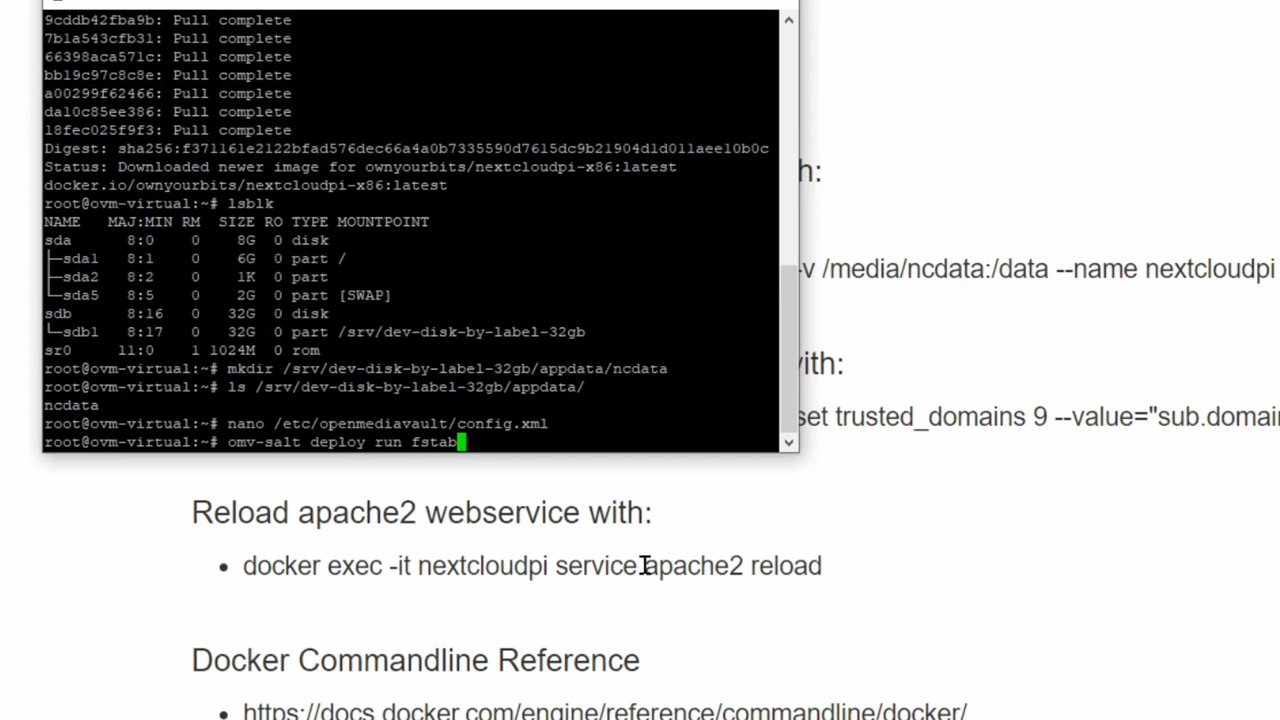 9cddb42fba9b: Pull complete
7b1a543cfb31: Pull complete
66398aca571c: Pull complete
bb19c97c8c8e: Pull complete
a00299f62466: Pull complete
da10c85ee386: Pull complete
18fec025f9f3: Pull complete
Digest: sha256:f371161e2122bfad576dec66a4a0b7335590d7615dc9b21904d1d011aee10b0c
Status: Downloaded newer image for ownyourbits/nextcloudpi-x86:latest
docker.io/ownyourbits/nextcloudpi-x86:latest
root@ovm-virtual:~# lsblk
NAME   MAJ:MIN RM  SIZE RO TYPE MOUNTPOINT
sda      8:0    0    8G  0 disk
├─sda1   8:1    0    6G  0 part /
├─sda2   8:2    0    1K  0 part
└─sda5   8:5    0    2G  0 part [SWAP]
sdb      8:16   0   32G  0 disk
└─sdb1   8:17   0   32G  0 part /srv/dev-disk-by-label-32gb
sr0     11:0    1 1024M  0 rom
root@ovm-virtual:~# mkdir /srv/dev-disk-by-label-32gb/appdata/ncdata
root@ovm-virtual:~# ls /srv/dev-disk-by-label-32gb/appdata/
ncdata
root@ovm-virtual:~# nano /etc/openmediavault/config.xml
root@ovm-virtual:~# omv-salt deploy run fstab
h:
-v /media/ncdata:/data --name nextcloudpi
vith:
set trusted_domains 9 --value="sub.domai
Reload apache2 webservice with:
• docker exec -it nextcloudpi service apache2 reload
Docker Commandline Reference
• https://docs.docker.com/engine/reference/commandline/docker/